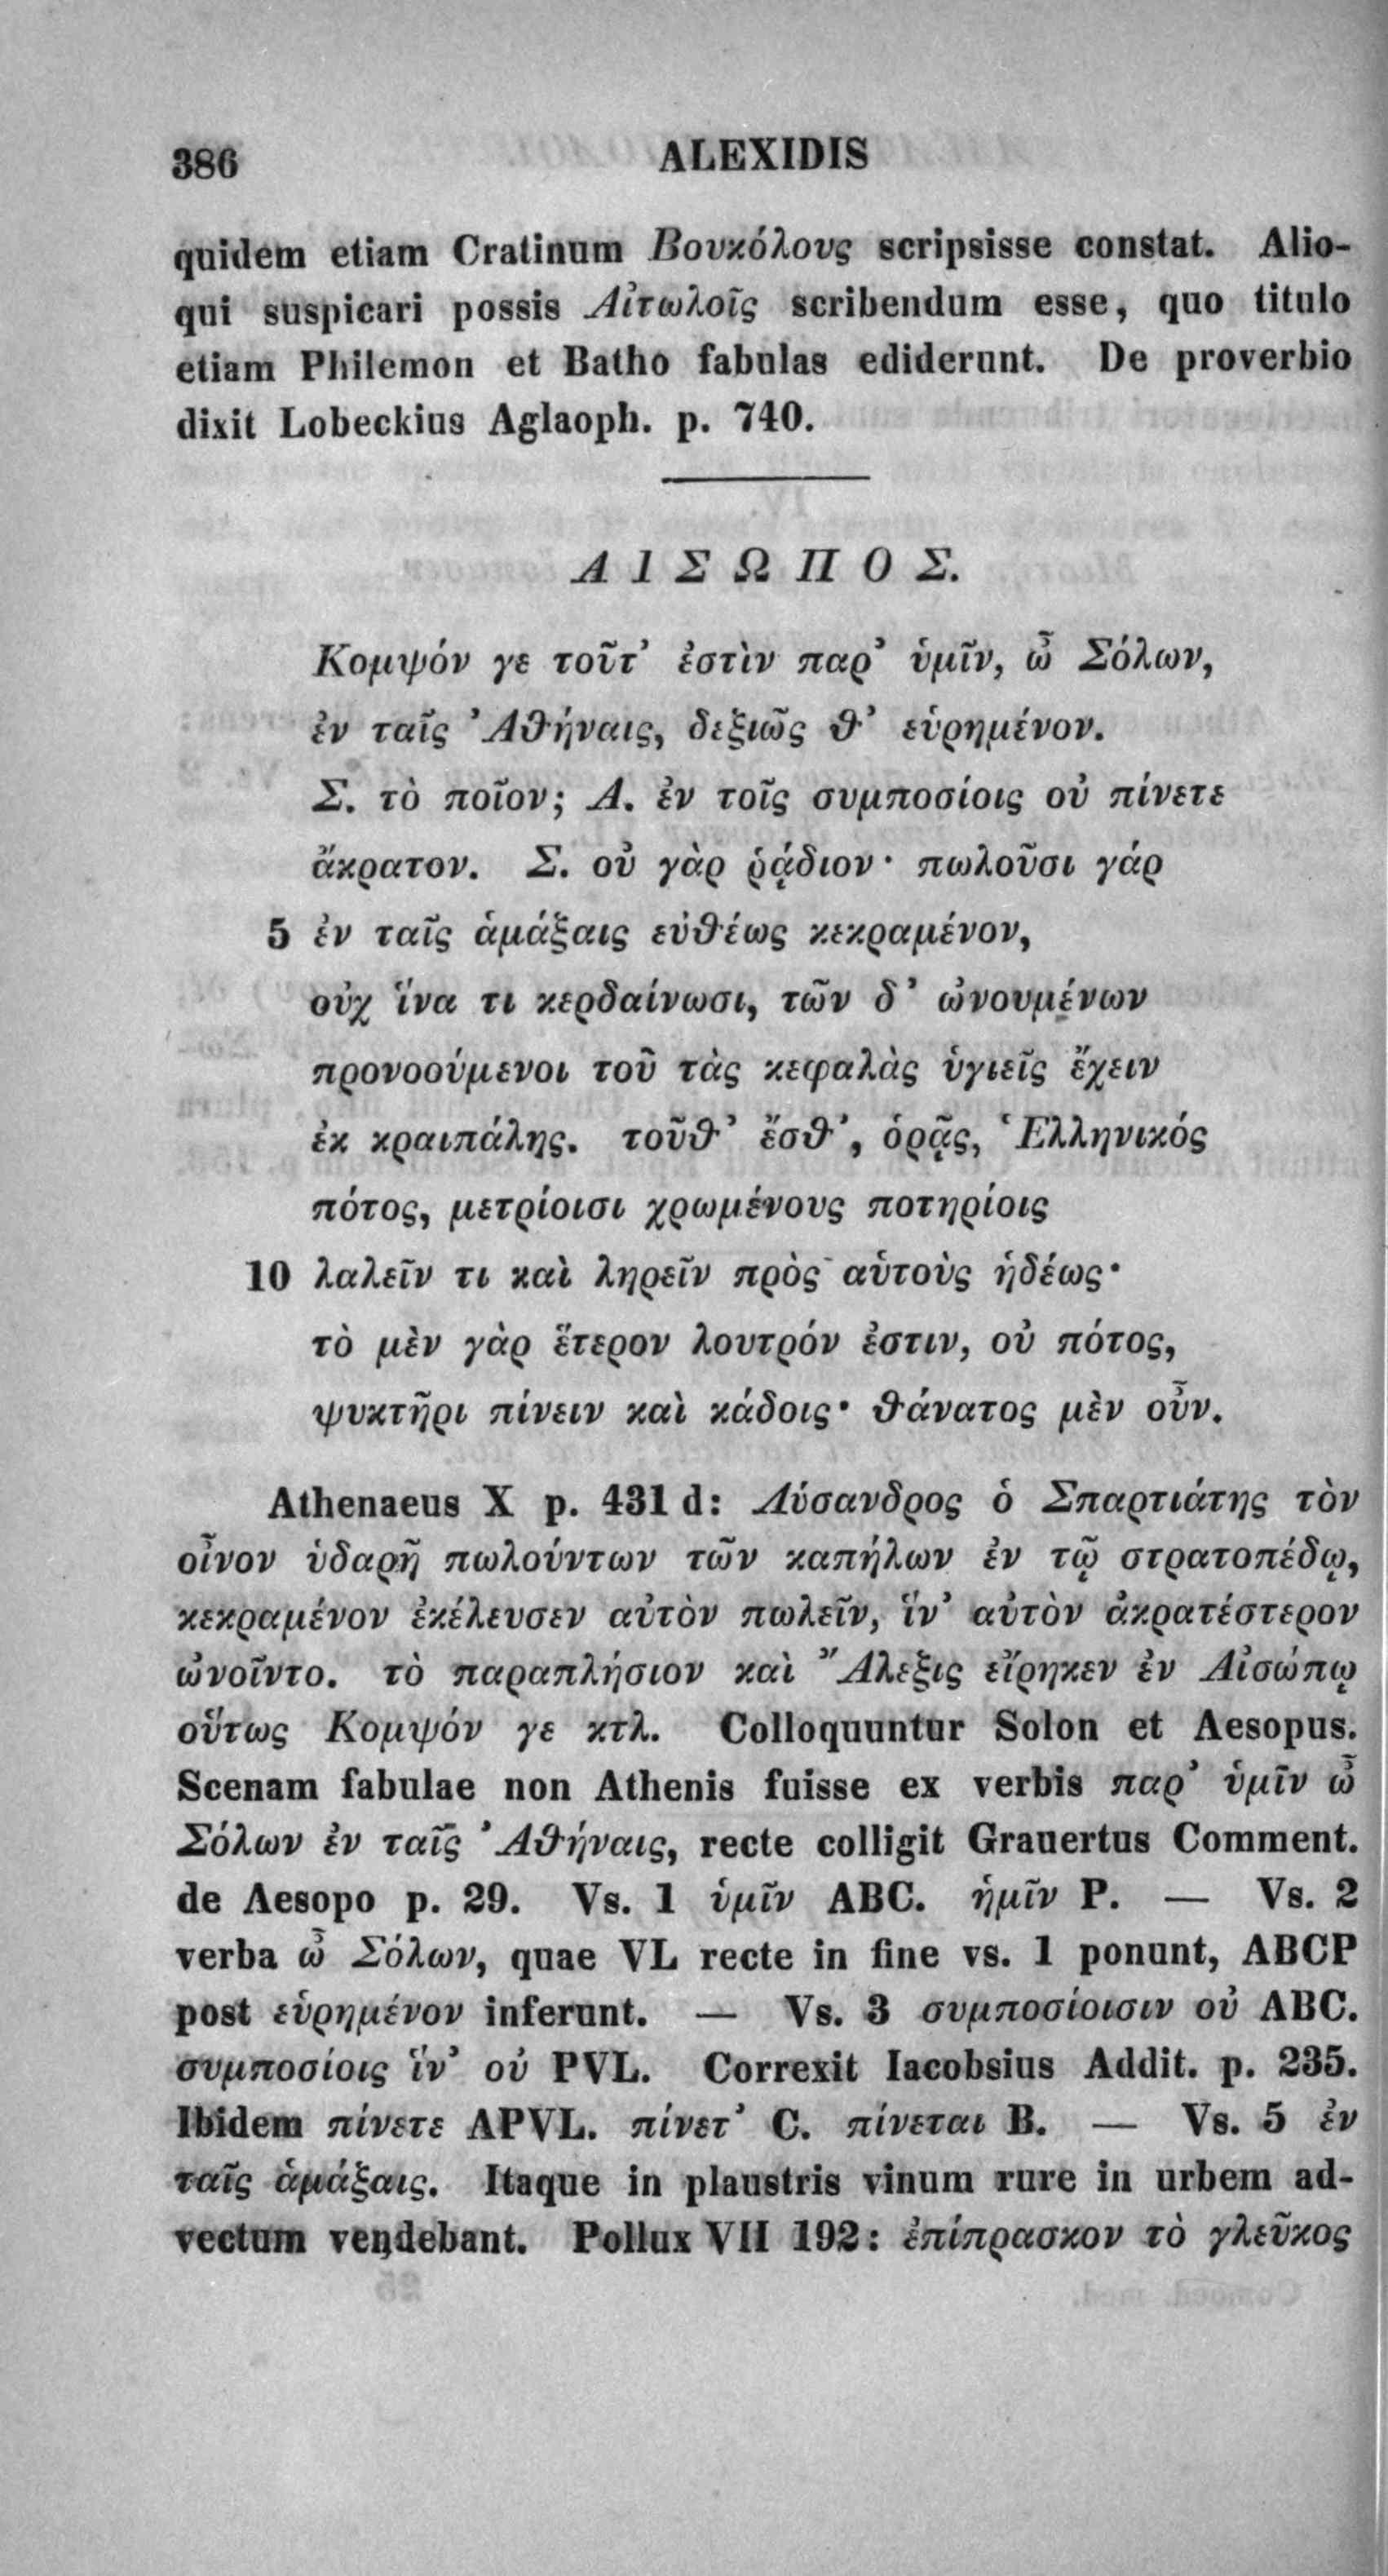 386 ALEXIDIS
quidem etiam Cratinum Βουκόλους scripsisse constat. Alio-
qui suspicari possis Αἰτωλοῖς scribendum esse, quo titulo
etiam Philemon et Batho fabulas ediderunt. De proverbio
dixit Lobeckius Aglaoph. p. 740.
ΑΙΣΩΠΟΣ.
Κομψόν γε τοῦτ’ ἐστὶν παρ’ ὑμῖν, ὦ Σόλων,
ἐν ταῖς Ἀθήναις, δεξιῶς θ’ εὑρημένον.
Σ. τὸ ποῖον; Α. ἐν τοῖς συμποσίοις οὐ πίνετε
ἄκρατον. Σ. οὐ γὰρ ῥᾴδιον· πωλοῦσι γάρ
5 ἐν ταῖς ἁμάξαις εὐθέως κεκραμένον,
οὐχ ἵνα τι κερδαίνωσι, τῶν δ’ ὠνουμένων
προνοούμενοι τοῦ τὰς κεφαλὰς ὑγιεῖς ἔχειν
ἐκ κραιπάλης. τοῦθ’ ἔσθ’, ὁρᾷς, Ἑλληνικός
πότος, μετρίοισι χρωμένους ποτηρίοις
10 λαλεῖν τι καὶ ληρεῖν πρὸς αὑτοὺς ἡδέως·
τὸ μὲν γὰρ ἕτερον λουτρόν ἐστιν, οὐ πότος,
ψυκτῆρι πίνειν καὶ κάδοις· θάνατος μὲν οὖν.
Athenaeus X p. 431 d: Λύσανδρος ὁ Σπαρτιάτης τὸν
οἶνον ὑδαρῆ πωλούντων τῶν καπήλων ἐν τῷ στρατοπέδῳ,
κεκραμένον ἐκέλευσεν αὐτὸν πωλεῖν, ἵν’ αὐτὸν ἀκρατέστερον
ὠνοῖντο. τὸ παραπλήσιον καὶ Ἄλεξις εἴρηκεν ἐν Αἰσώπῳ
οὕτως Κομψόν γε κτλ. Colloquuntur Solon et Aesopus.
Scenam fabulae non Athenis fuisse ex verbis παρ’ ὑμῖν ὦ
Σόλων ἐν ταῖς Ἀθήναις, recte colligit Grauertus Comment.
de Aesopo p. 29. Vs. 1 ὑμῖν ABC. ἡμῖν P. — Vs. 2
verba ὦ Σόλων, quae VL recte in fine vs. 1 ponunt, ABCP
post εὑρημένον inferunt. — Vs. 3 συμποσίοισιν οὐ ABC.
συμποσίοις ἵν’ οὐ PVL. Correxit Iacobsius Addit. p. 235.
Ibidem πίνετε APVL. πίνετ’ C. πίνεται B. — Vs. 5 ἐν
ταῖς ἁμάξαις. Itaque in plaustris vinum rure in urbem ad-
vectum vendebant. Pollux VII 192: ἐπίπρασκον τὸ γλεῦκος